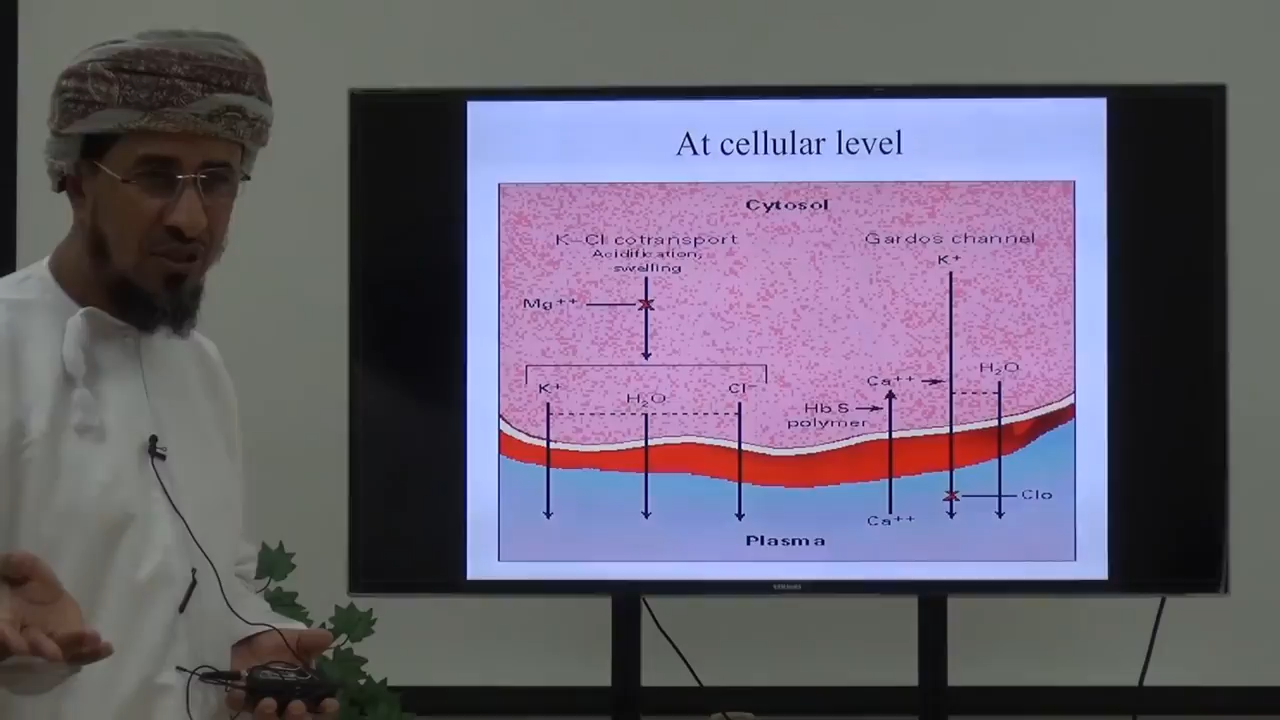 At cellular level
Cytosol
K–Cl cotransport
Acidification,
swelling
Mg++
K+
H2O
Cl−
Gardos channel
K+
Ca++
H2O
Hb S
polymer
Clo
Ca++
Plasma
SAMSUNG